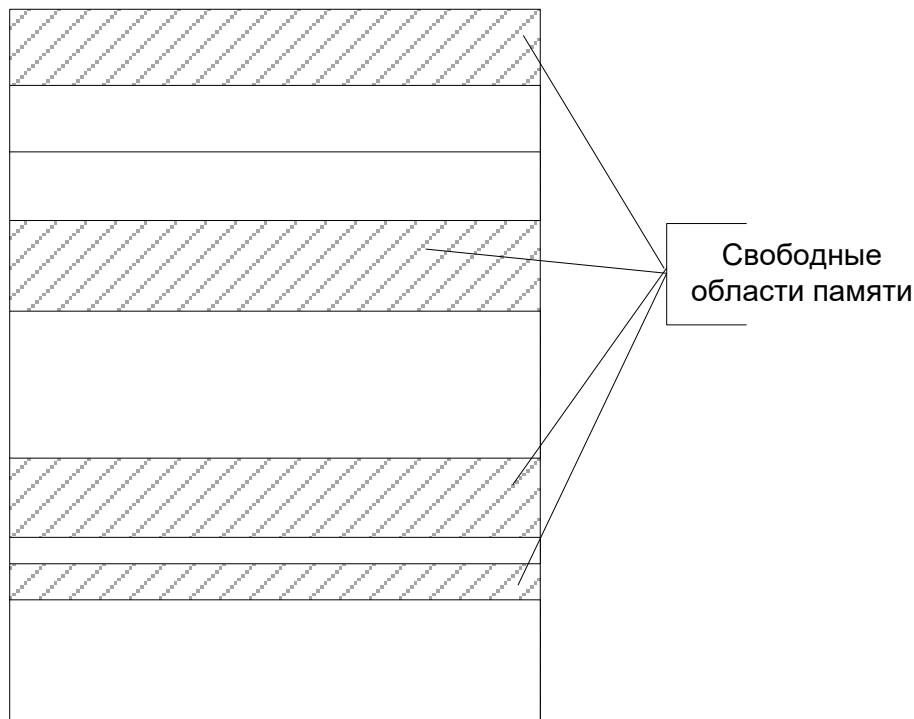 Свободные
области памяти